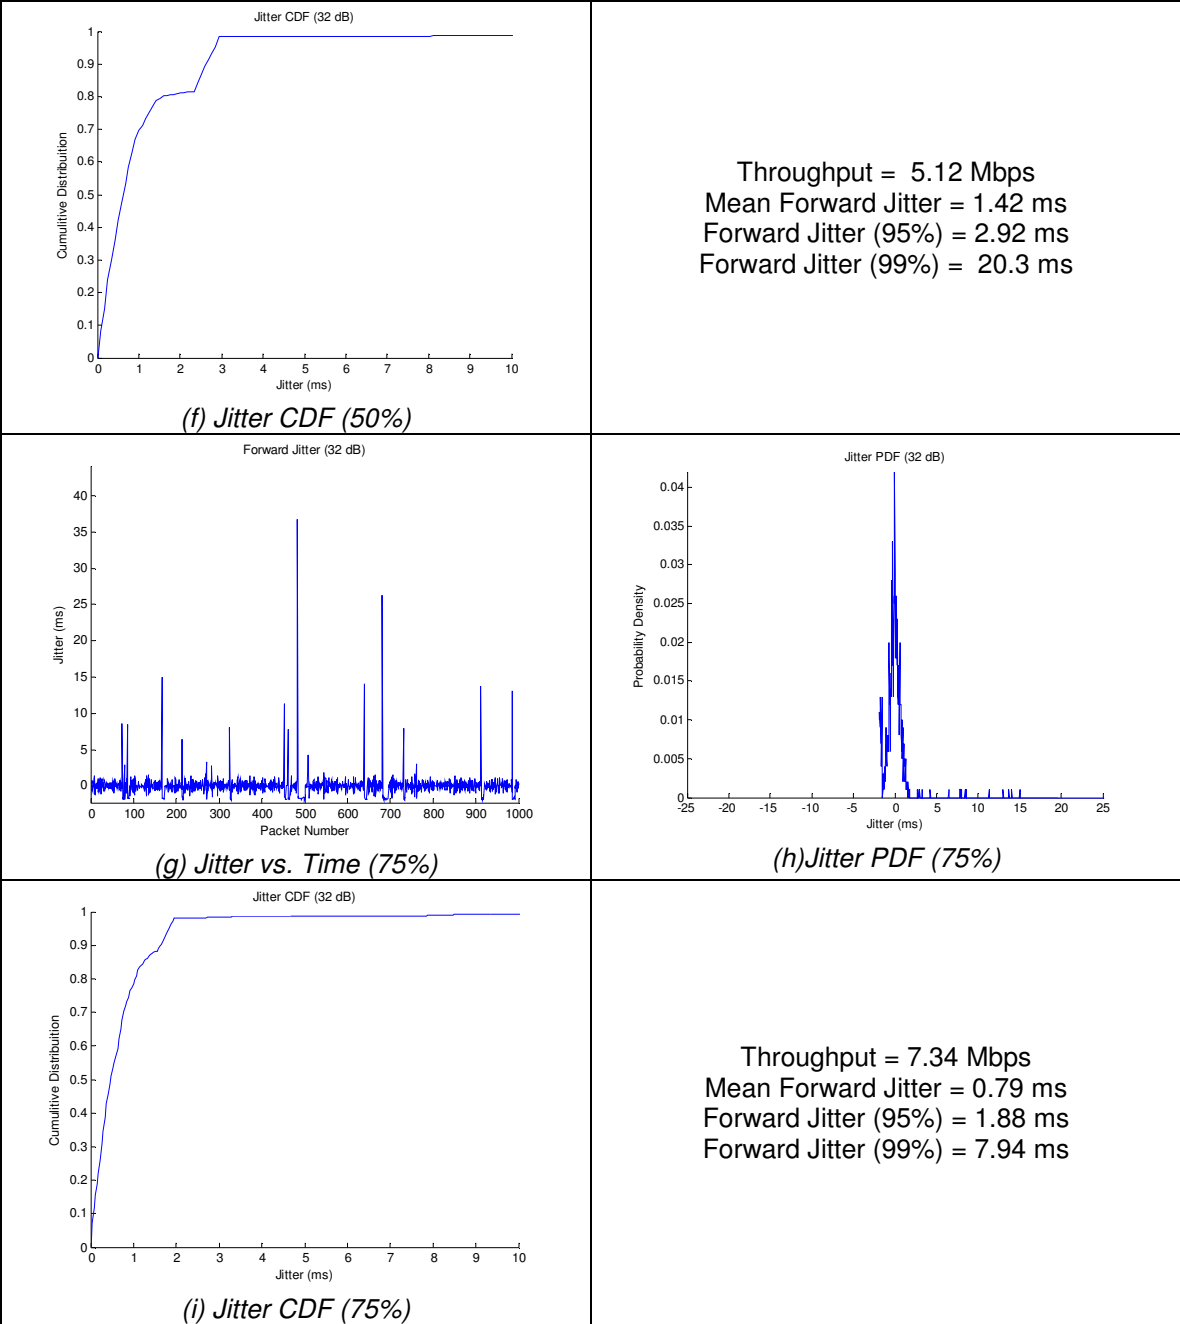 Jitter CDF (32 dB)
1
0.9
0.8
0.7
0.6
0.5
0.4
0.3
0.2
0.1
0
Cumulitive Distribuition
0 1 2 3 4 5 6 7 8 9 10
Jitter (ms)
(f) Jitter CDF (50%)
Throughput = 5.12 Mbps
Mean Forward Jitter = 1.42 ms
Forward Jitter (95%) = 2.92 ms
Forward Jitter (99%) = 20.3 ms
Forward Jitter (32 dB)
40
35
30
25
20
15
10
5
0
Jitter (ms)
0 100 200 300 400 500 600 700 800 900 1000
Packet Number
(g) Jitter vs. Time (75%)
Jitter PDF (32 dB)
0.04
0.035
0.03
0.025
0.02
0.015
0.01
0.005
0
Probability Density
-25 -20 -15 -10 -5 0 5 10 15 20 25
Jitter (ms)
(h)Jitter PDF (75%)
Jitter CDF (32 dB)
1
0.9
0.8
0.7
0.6
0.5
0.4
0.3
0.2
0.1
0
Cumulitive Distribuition
0 1 2 3 4 5 6 7 8 9 10
Jitter (ms)
(i) Jitter CDF (75%)
Throughput = 7.34 Mbps
Mean Forward Jitter = 0.79 ms
Forward Jitter (95%) = 1.88 ms
Forward Jitter (99%) = 7.94 ms